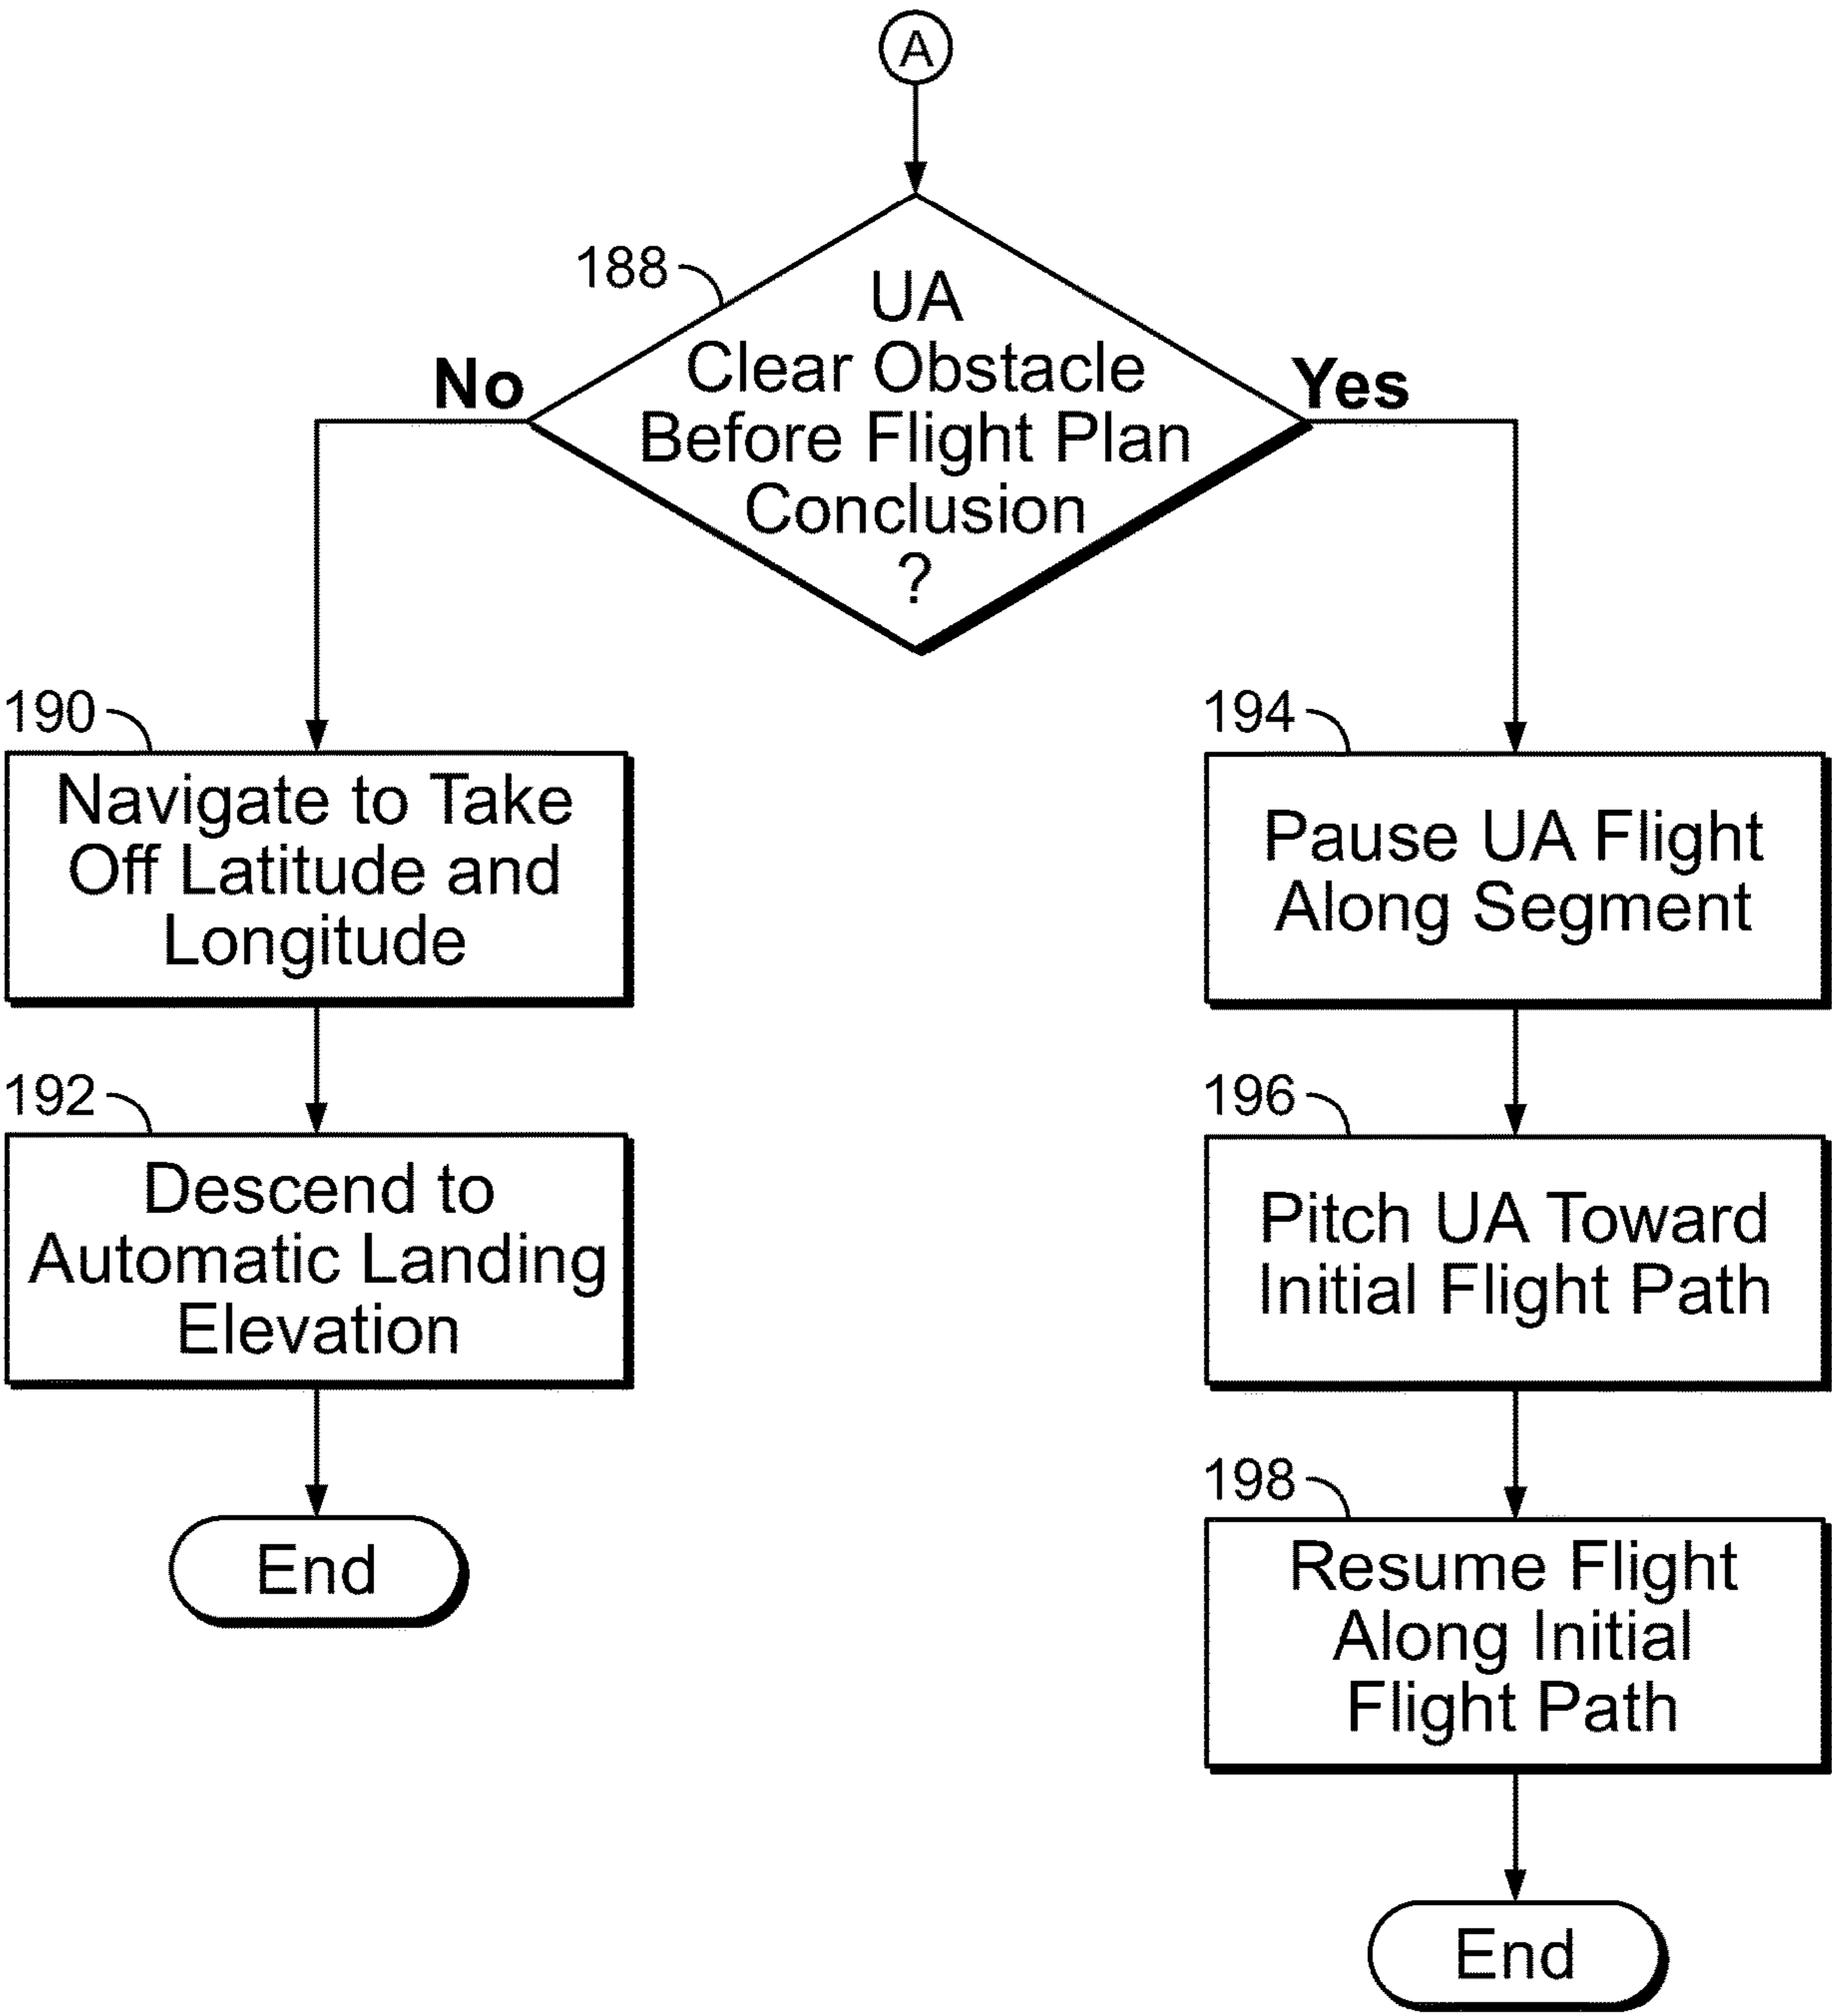 A
188
UA
Clear Obstacle
Before Flight Plan
Conclusion
?
No
Yes
190
Navigate to Take
Off Latitude and
Longitude
192
Descend to
Automatic Landing
Elevation
End
194
Pause UA Flight
Along Segment
196
Pitch UA Toward
Initial Flight Path
198
Resume Flight
Along Initial
Flight Path
End